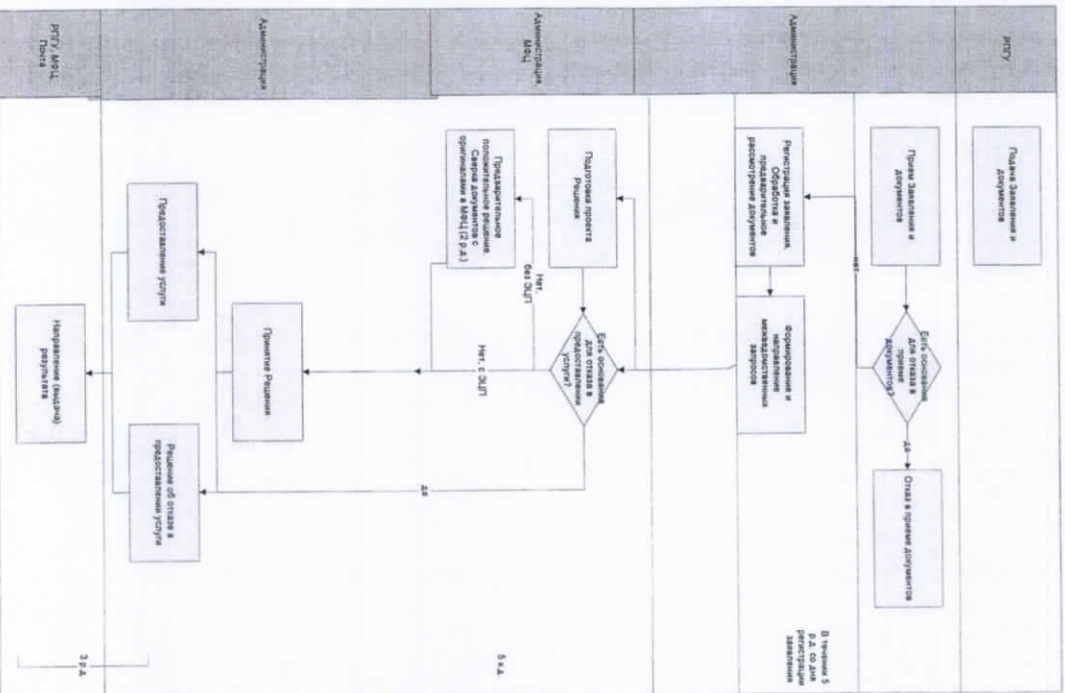 РПГУ
Подача Заявления и
документов
Администрация
Прием Заявления и
документов
Есть основание
для отказа в
приеме
документов?
да
Отказ в приеме документов
нет
Регистрация заявления.
Обработка и
предварительное
рассмотрение документов
Формирование и
направление
межведомственных
запросов
В течении 5
р.д. со дня
регистрации
заявления
Администрация,
МФЦ
Подготовка проекта
Решения
Есть основание
для отказа в
предоставлении
услуги?
Предварительное
положительное решение.
Сверка документов с
оригиналами в МФЦ (2 р.д.)
Нет,
без ЭЦП
Нет, с ЭЦП
да
5 к.д.
Администрация
Принятие Решения
Предоставление услуги
Решение об отказе в
предоставлении услуги
РПГУ, МФЦ,
Почта
Направление (выдача)
результата
3 р.д.